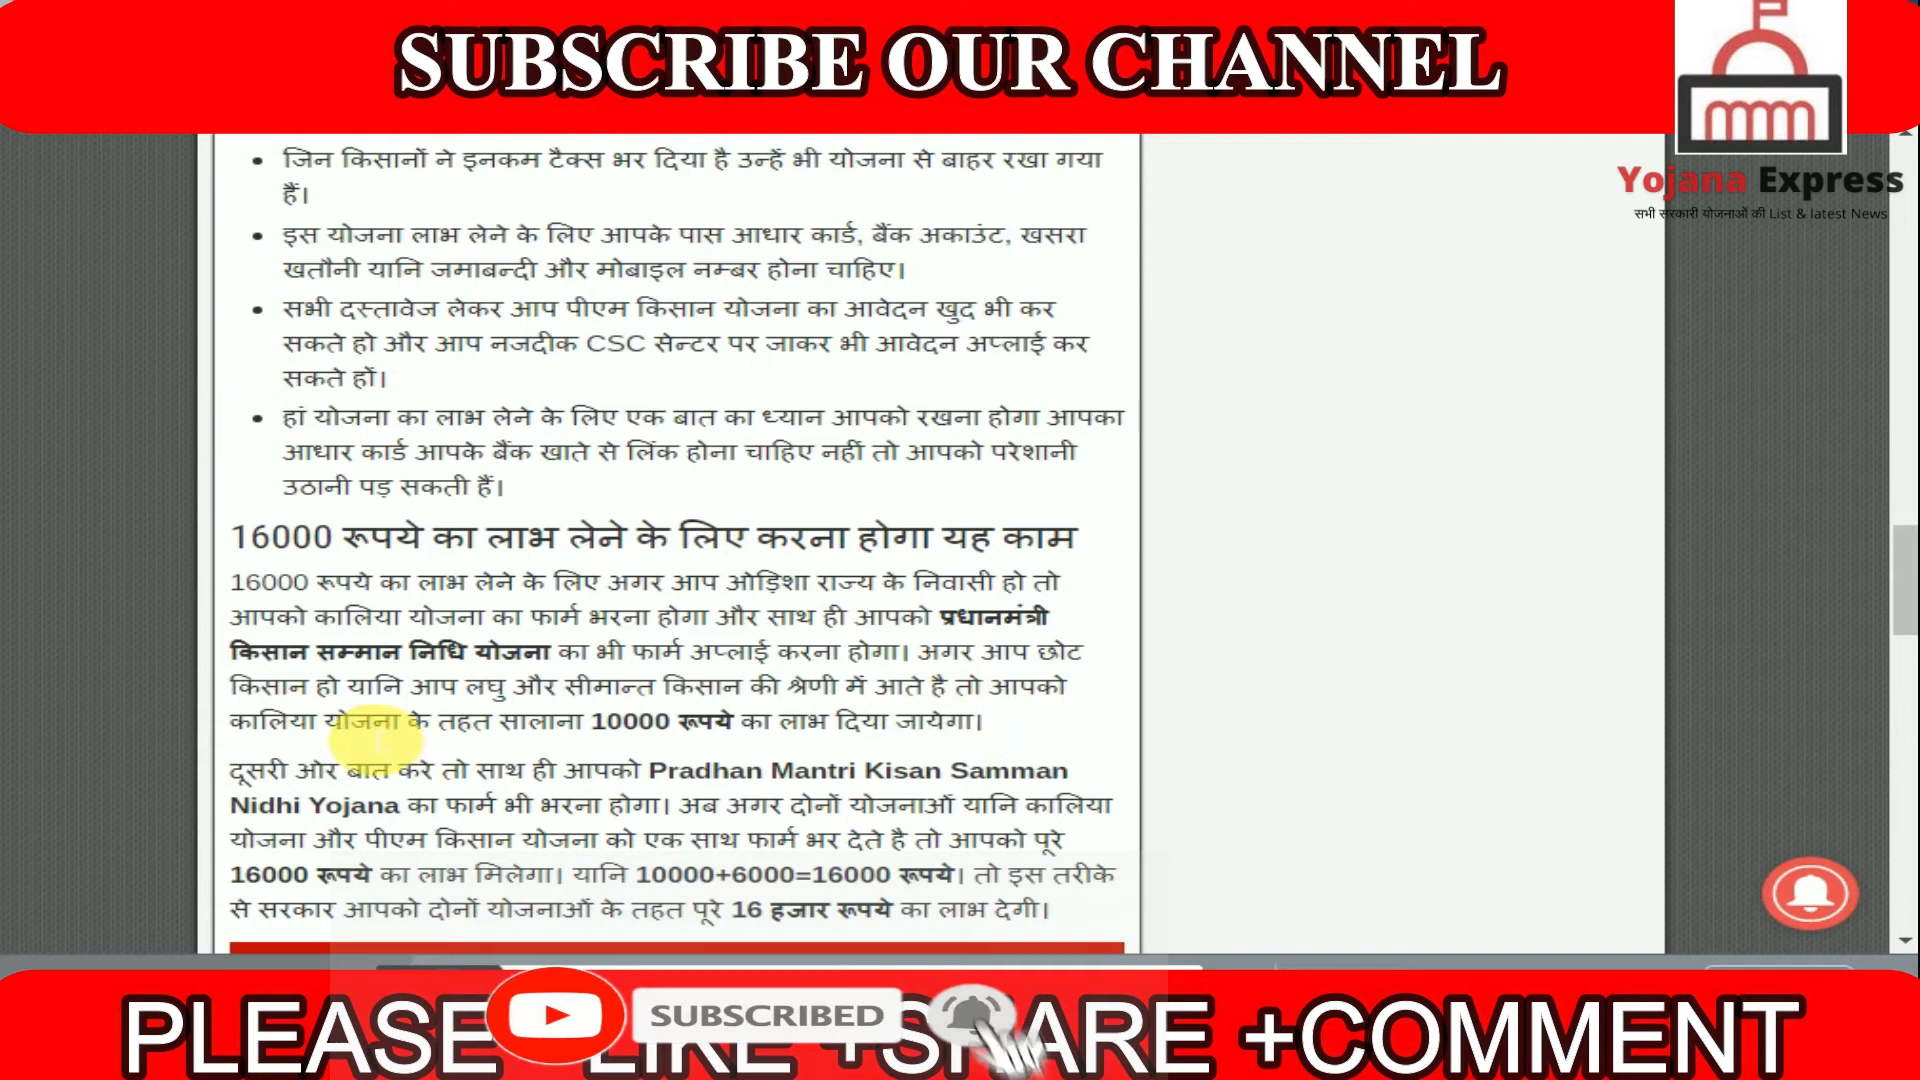 SUBSCRIBE OUR CHANNEL
Yojana Express
सभी सरकारी योजनाओं की List & latest News
जिन किसानों ने इनकम टैक्स भर दिया है उन्हें भी योजना से बाहर रखा गया
हैं।
इस योजना लाभ लेने के लिए आपके पास आधार कार्ड, बैंक अकाउंट, खसरा
खतौनी यानि जमाबन्दी और मोबाइल नम्बर होना चाहिए।
सभी दस्तावेज लेकर आप पीएम किसान योजना का आवेदन खुद भी कर
सकते हो और आप नजदीक CSC सेन्टर पर जाकर भी आवेदन अप्लाई कर
सकते हों।
हां योजना का लाभ लेने के लिए एक बात का ध्यान आपको रखना होगा आपका
आधार कार्ड आपके बैंक खाते से लिंक होना चाहिए नहीं तो आपको परेशानी
उठानी पड़ सकती हैं।
16000 रूपये का लाभ लेने के लिए करना होगा यह काम
16000 रूपये का लाभ लेने के लिए अगर आप ओड़िशा राज्य के निवासी हो तो
आपको कालिया योजना का फार्म भरना होगा और साथ ही आपको प्रधानमंत्री
किसान सम्मान निधि योजना का भी फार्म अप्लाई करना होगा। अगर आप छोट
किसान हो यानि आप लघु और सीमान्त किसान की श्रेणी में आते है तो आपको
कालिया योजना के तहत सालाना 10000 रूपये का लाभ दिया जायेगा।
दूसरी ओर बात करे तो साथ ही आपको Pradhan Mantri Kisan Samman
Nidhi Yojana का फार्म भी भरना होगा। अब अगर दोनों योजनाओं यानि कालिया
योजना और पीएम किसान योजना को एक साथ फार्म भर देते है तो आपको पूरे
16000 रूपये का लाभ मिलेगा। यानि 10000+6000=16000 रूपये। तो इस तरीके
से सरकार आपको दोनों योजनाओं के तहत पूरे 16 हजार रूपये का लाभ देगी।
PLEASE LIKE +SHARE +COMMENT
SUBSCRIBED